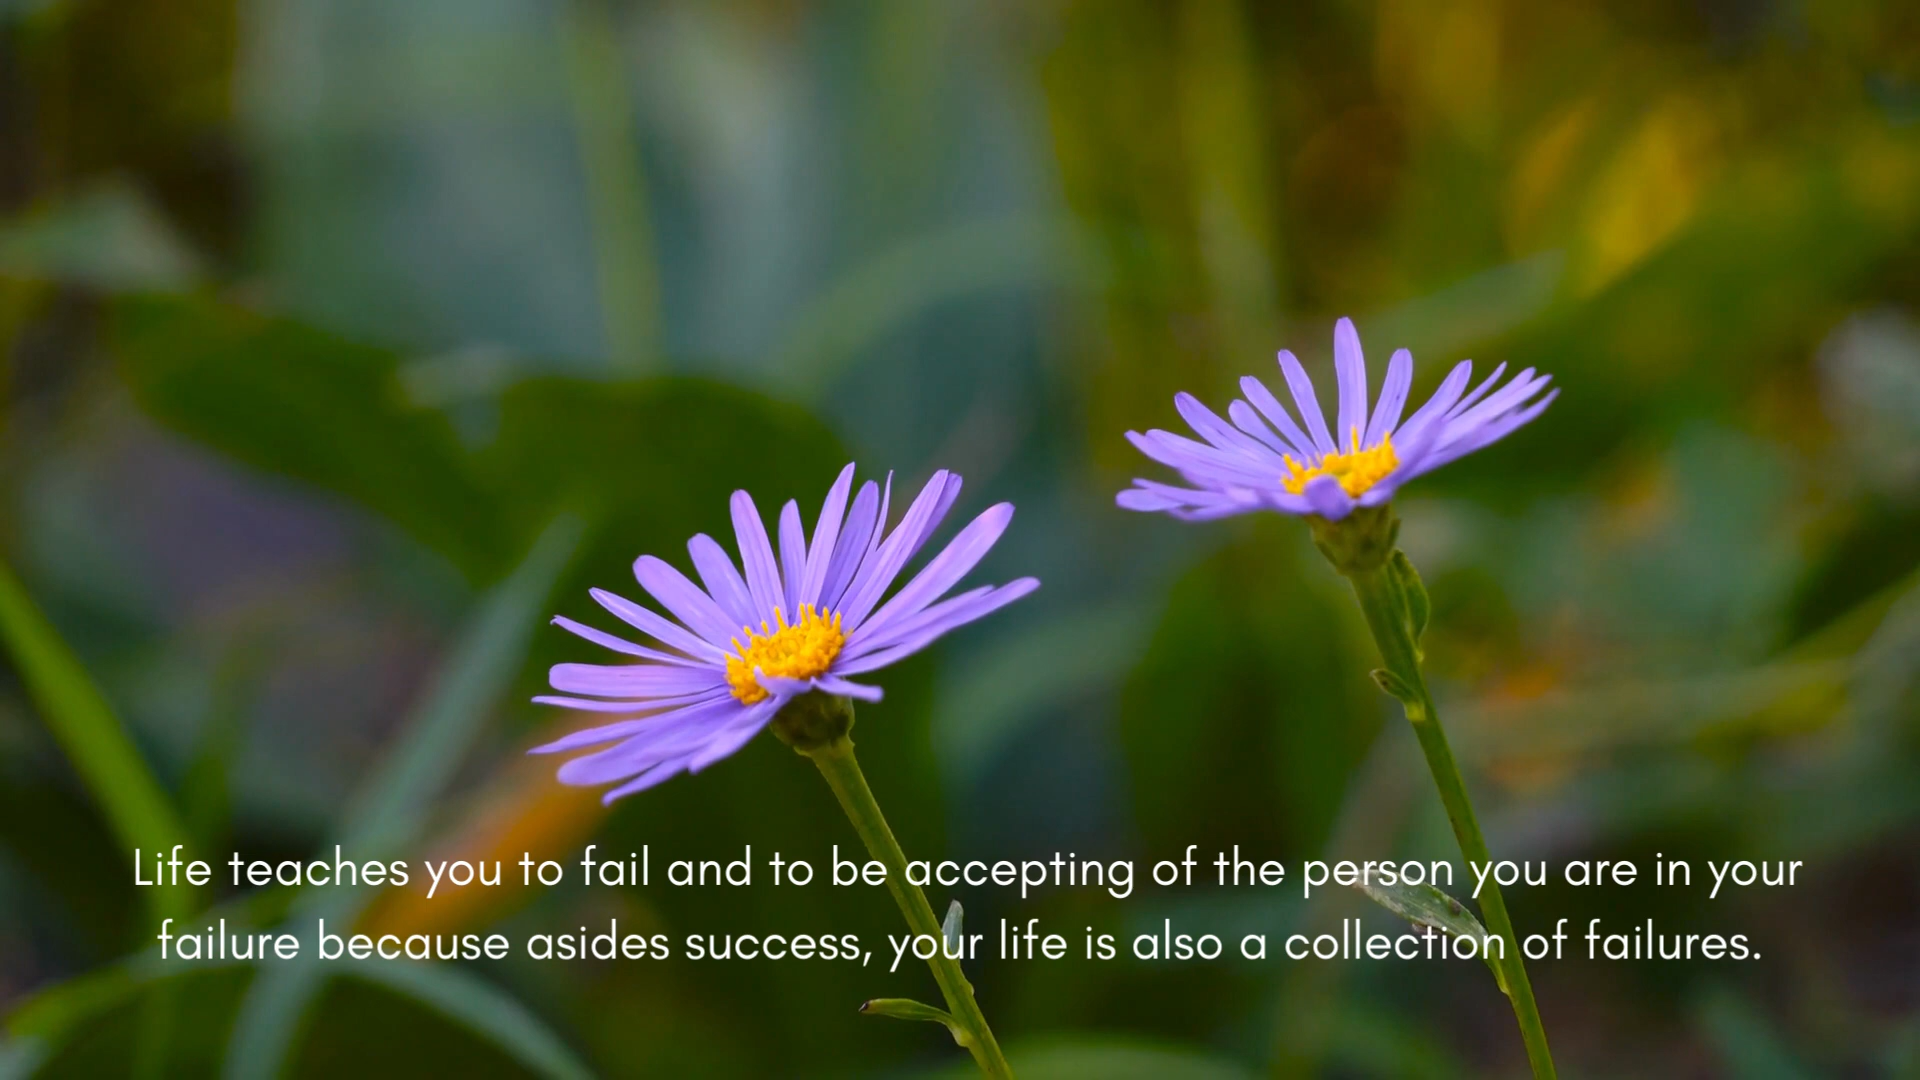 Life teaches you to fail and to be accepting of the person you are in your
failure because asides success, your life is also a collection of failures.